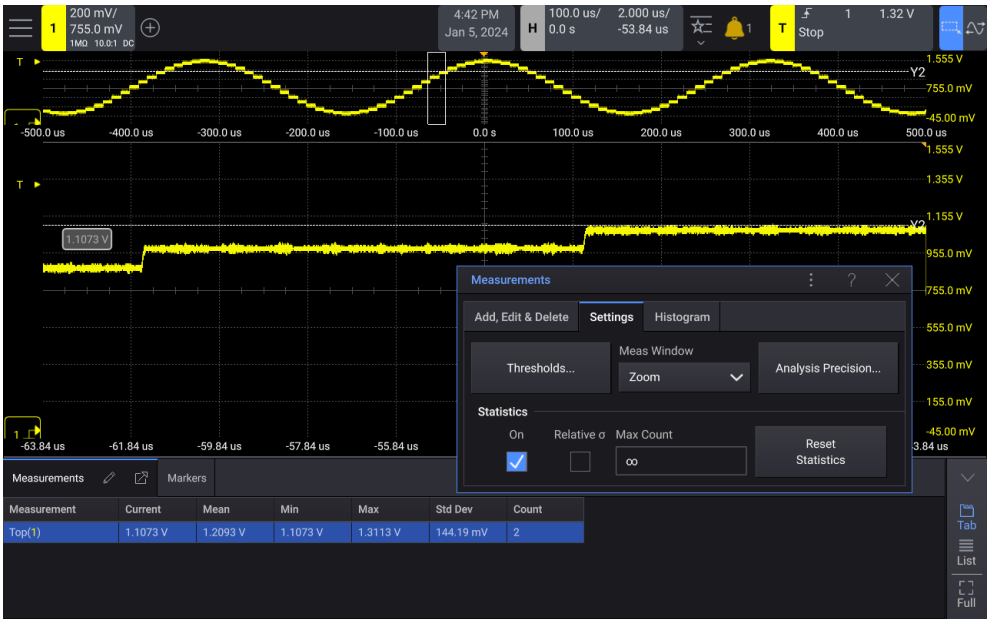 1
200 mV/
755.0 mV
1MΩ 10.0:1 DC
4:42 PM
Jan 5, 2024
H
100.0 us/
0.0 s
2.000 us/
-53.84 us
1
T
1
1.32 V
Stop
T
1.555 V
Y2
755.0 mV
-45.00 mV
-500.0 us -400.0 us -300.0 us -200.0 us -100.0 us 0.0 s 100.0 us 200.0 us 300.0 us 400.0 us 500.0 us
1.555 V
T
1.355 V
1.155 V
Y2
1.1073 V
955.0 mV
755.0 mV
555.0 mV
355.0 mV
155.0 mV
1
-45.00 mV
-63.84 us -61.84 us -59.84 us -57.84 us -55.84 us
3.84 us
Measurements
?
Add, Edit & Delete Settings Histogram
Thresholds...
Meas Window
Zoom
Analysis Precision...
Statistics
On Relative σ Max Count
∞
Reset
Statistics
Measurements Markers
Measurement Current Mean Min Max Std Dev Count
Top(1) 1.1073 V 1.2093 V 1.1073 V 1.3113 V 144.19 mV 2
Tab
List
Full